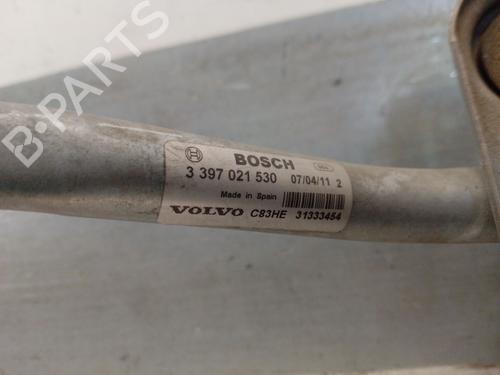 B-PARTS
BOSCH
3 397 021 530 07/04/11 2
Made in Spain
VOLVO C83HE 31333454